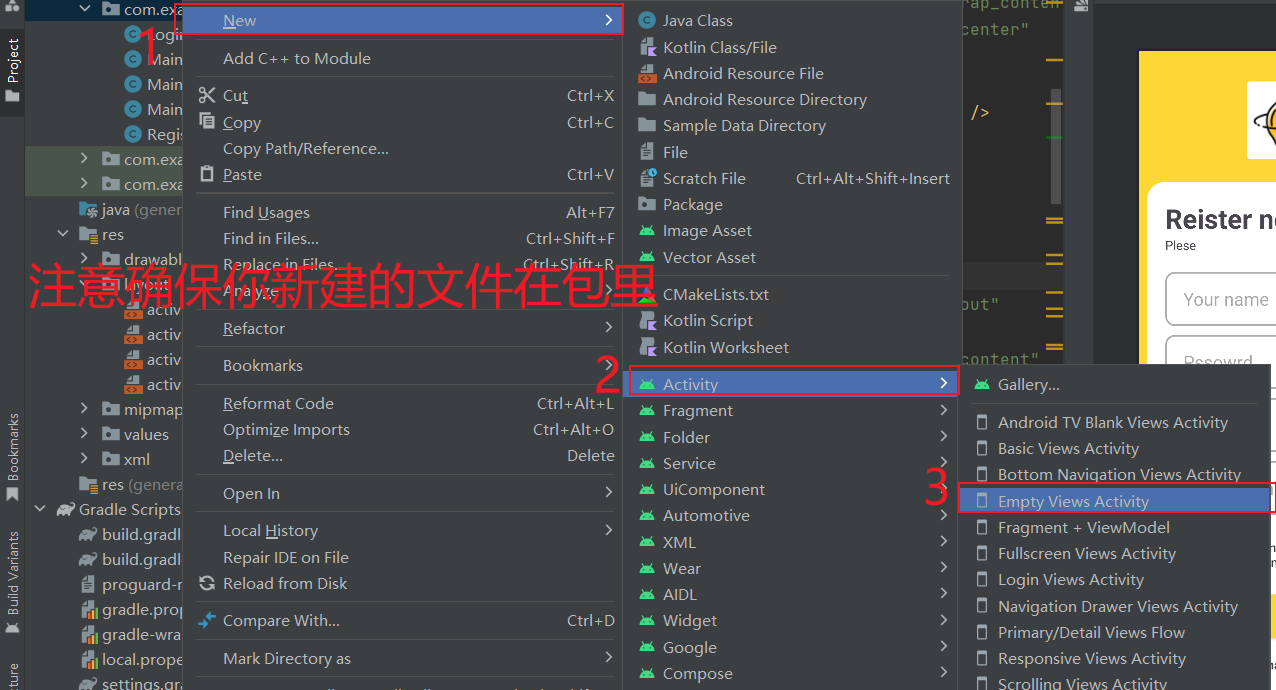 Project
Bookmarks
Build Variants
com.exa
Main
Main
Main
Regis
com.exa
com.exa
java (gener
res
drawabl
layout
activ
activ
activ
activ
mipmap
values
xml
res (genera
Gradle Scripts
build.gradl
build.gradl
proguard-r
gradle.prop
gradle-wra
local.prope
settings.gra
1
New
Add C++ to Module
Cut Ctrl+X
Copy Ctrl+C
Copy Path/Reference...
Paste Ctrl+V
Find Usages Alt+F7
Find in Files... Ctrl+Shift+F
Replace in Files... Ctrl+Shift+R
注意确保你新建的文件在包里
Analyze
Refactor
Bookmarks
Reformat Code Ctrl+Alt+L
Optimize Imports Ctrl+Alt+O
Delete... Delete
Open In
Local History
Repair IDE on File
Reload from Disk
Compare With... Ctrl+D
Mark Directory as
Java Class
Kotlin Class/File
Android Resource File
Android Resource Directory
Sample Data Directory
File
Scratch File Ctrl+Alt+Shift+Insert
Package
Image Asset
Vector Asset
CMakeLists.txt
Kotlin Script
Kotlin Worksheet
2
Activity
Fragment
Folder
Service
UiComponent
Automotive
XML
Wear
AIDL
Widget
Google
Compose
3
Gallery...
Android TV Blank Views Activity
Basic Views Activity
Bottom Navigation Views Activity
Empty Views Activity
Fragment + ViewModel
Fullscreen Views Activity
Login Views Activity
Navigation Drawer Views Activity
Primary/Detail Views Flow
Responsive Views Activity
Scrolling Views Activity
rap_conten
center"
/>
out"
content"
Reister n
Plese
Your name
Pssowrd